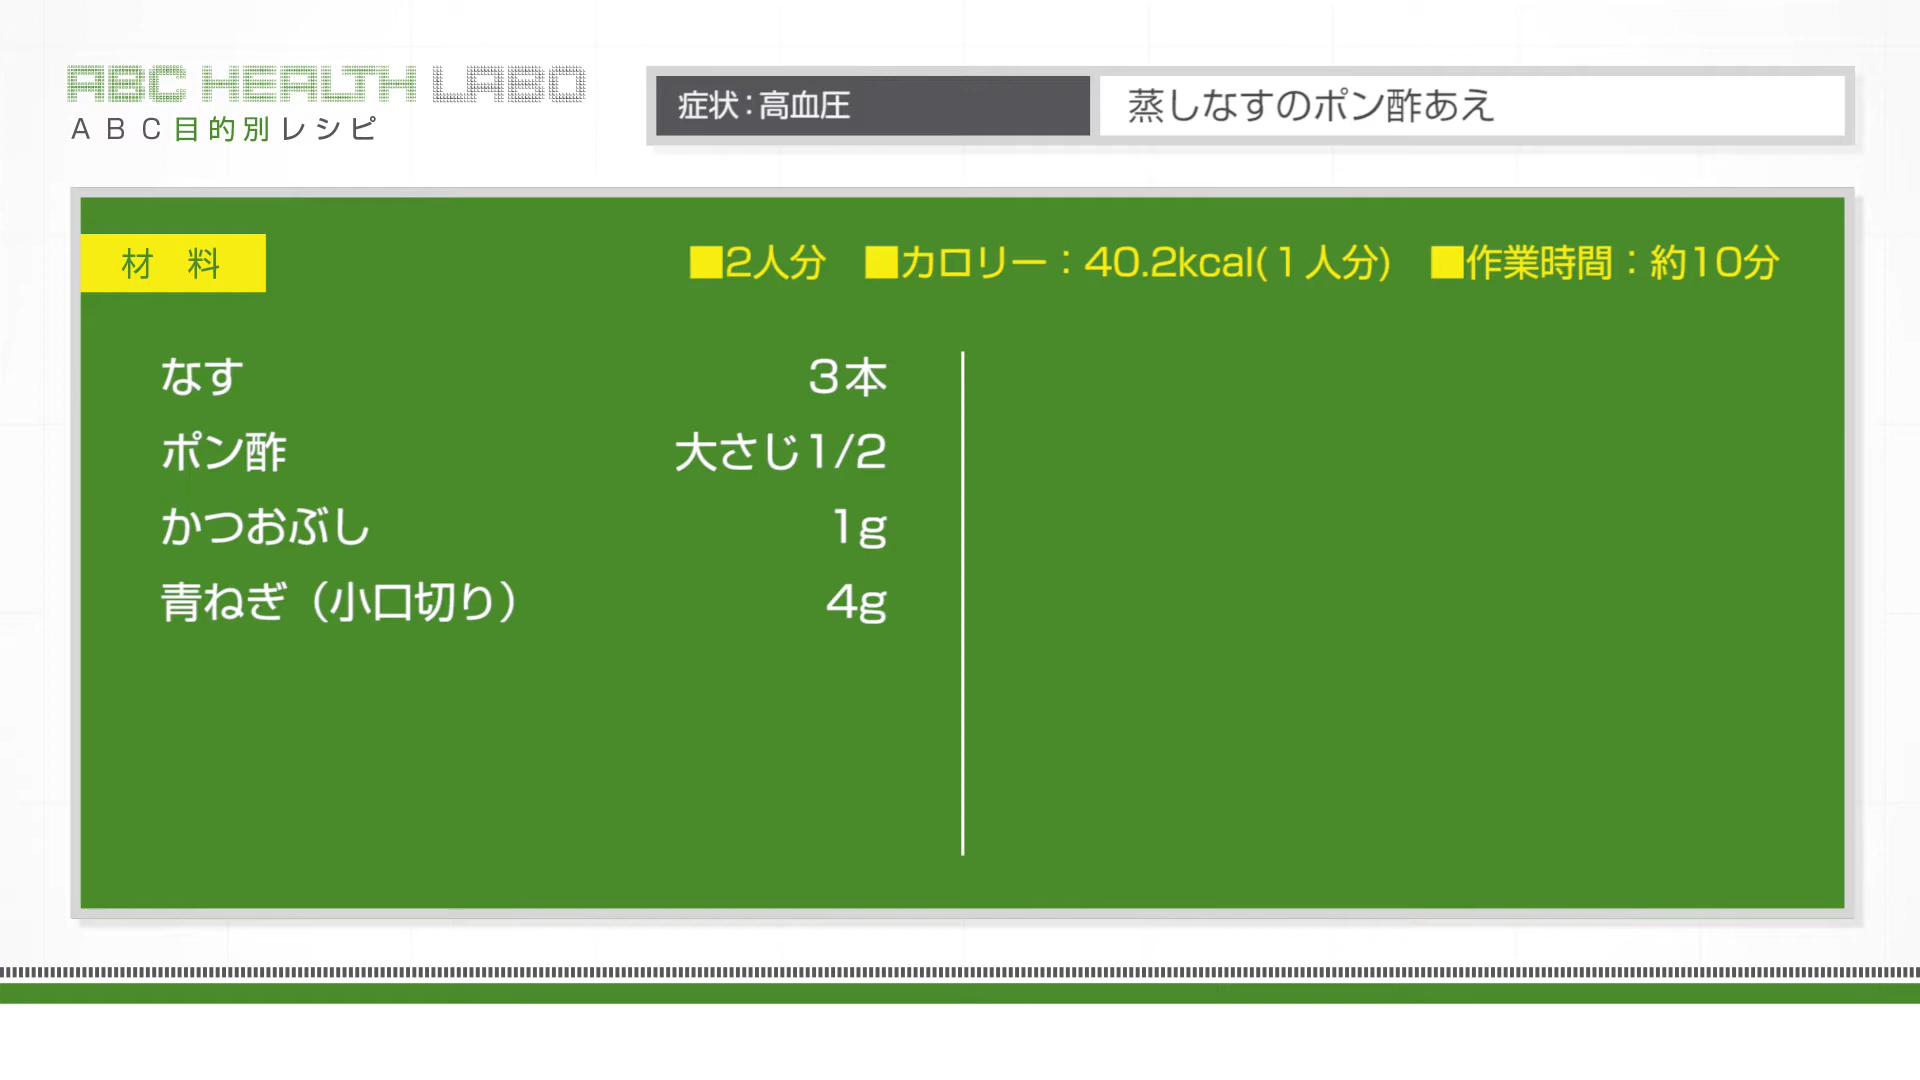 ABC HEALTH LABO
ABC目的別レシピ
症状:高血圧
蒸しなすのポン酢あえ
材 料
■2人分 ■カロリー：40.2kcal(１人分) ■作業時間：約10分
なす ３本
ポン酢 大さじ1/2
かつおぶし 1g
青ねぎ（小口切り） 4g